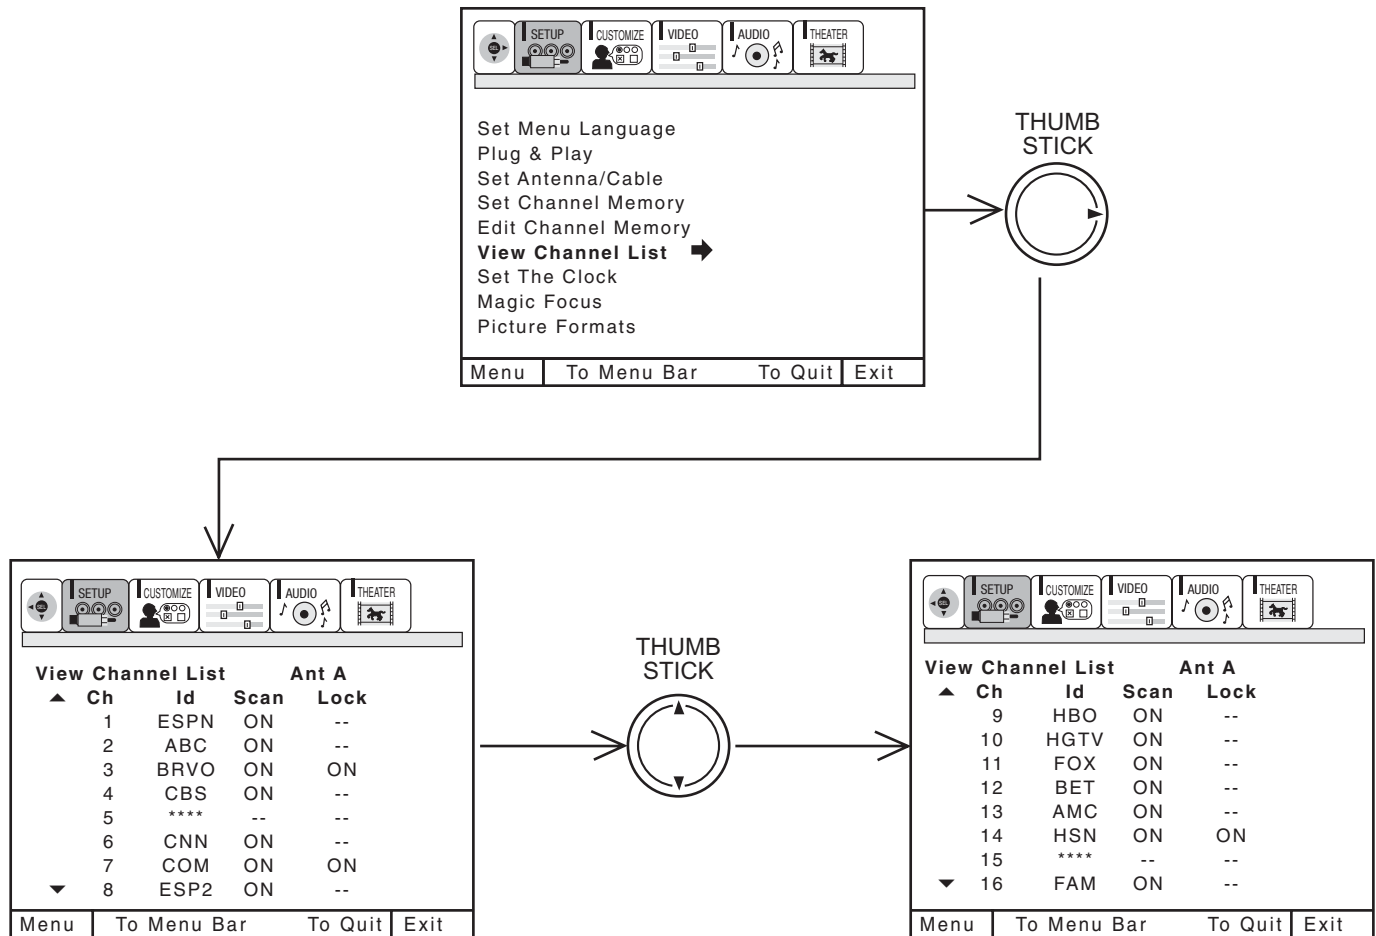 SETUP CUSTOMIZE VIDEO AUDIO THEATER
SEL
Set Menu Language
Plug & Play
Set Antenna/Cable
Set Channel Memory
Edit Channel Memory
View Channel List
Set The Clock
Magic Focus
Picture Formats
Menu To Menu Bar To Quit Exit
THUMB
STICK
SETUP CUSTOMIZE VIDEO AUDIO THEATER
SEL
View Channel List Ant A
Ch Id Scan Lock
1 ESPN ON --
2 ABC ON --
3 BRVO ON ON
4 CBS ON --
5 **** -- --
6 CNN ON --
7 COM ON ON
8 ESP2 ON --
Menu To Menu Bar To Quit Exit
THUMB
STICK
SETUP CUSTOMIZE VIDEO AUDIO THEATER
SEL
View Channel List Ant A
Ch Id Scan Lock
9 HBO ON --
10 HGTV ON --
11 FOX ON --
12 BET ON --
13 AMC ON --
14 HSN ON ON
15 **** -- --
16 FAM ON --
Menu To Menu Bar To Quit Exit